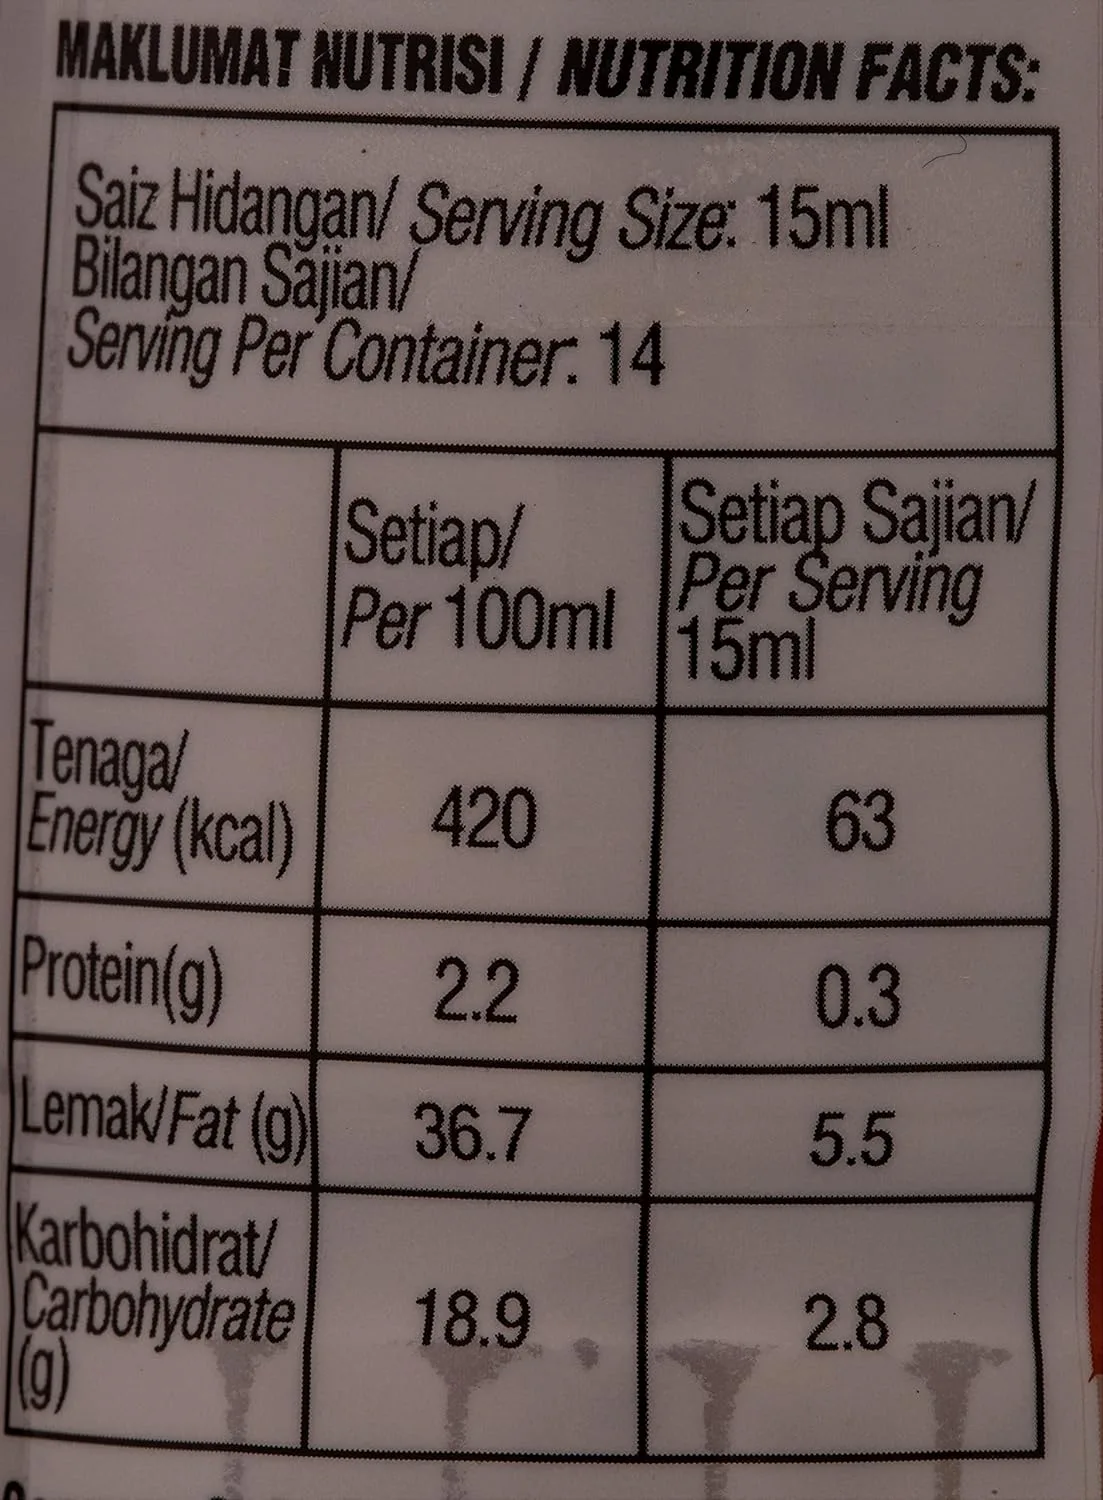 MAKLUMAT NUTRISI / NUTRITION FACTS:
Saiz Hidangan/ Serving Size: 15ml
Bilangan Sajian/
Serving Per Container: 14
Setiap/
Per 100ml
Setiap Sajian/
Per Serving
15ml
Tenaga/
Energy (kcal)
420
63
Protein(g)
2.2
0.3
Lemak/Fat (g)
36.7
5.5
Karbohidrat/
Carbohydrate
(g)
18.9
2.8